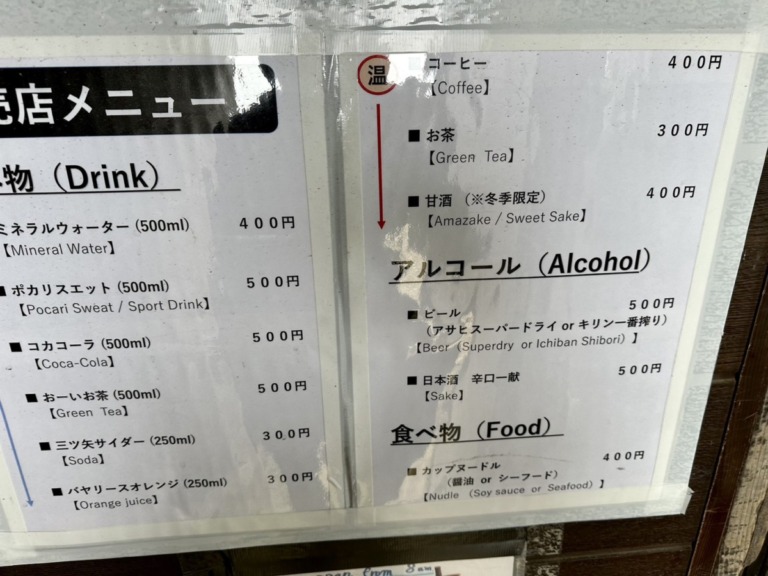 売店メニュー
物（Drink）
ミネラルウォーター (500ml) 400円
【Mineral Water】
■ ポカリスエット (500ml) 500円
【Pocari Sweat / Sport Drink】
■ コカコーラ (500ml) 500円
【Coca-Cola】
■ おーいお茶 (500ml) 500円
【Green Tea】
■ 三ツ矢サイダー (250ml) 300円
【Soda】
■ バヤリースオレンジ (250ml) 300円
【Orange juice】
温
■ コーヒー 400円
【Coffee】
■ お茶 300円
【Green Tea】
■ 甘酒 （※冬季限定） 400円
【Amazake / Sweet Sake】
アルコール（Alcohol）
■ ビール 500円
（アサヒスーパードライ or キリン一番搾り）
【Beer（Superdry or Ichiban Shibori）】
■ 日本酒 辛口一献 500円
【Sake】
食べ物（Food）
■ カップヌードル 400円
（醤油 or シーフード）
【Nudle （Soy sauce or Seafood）】
from 8am